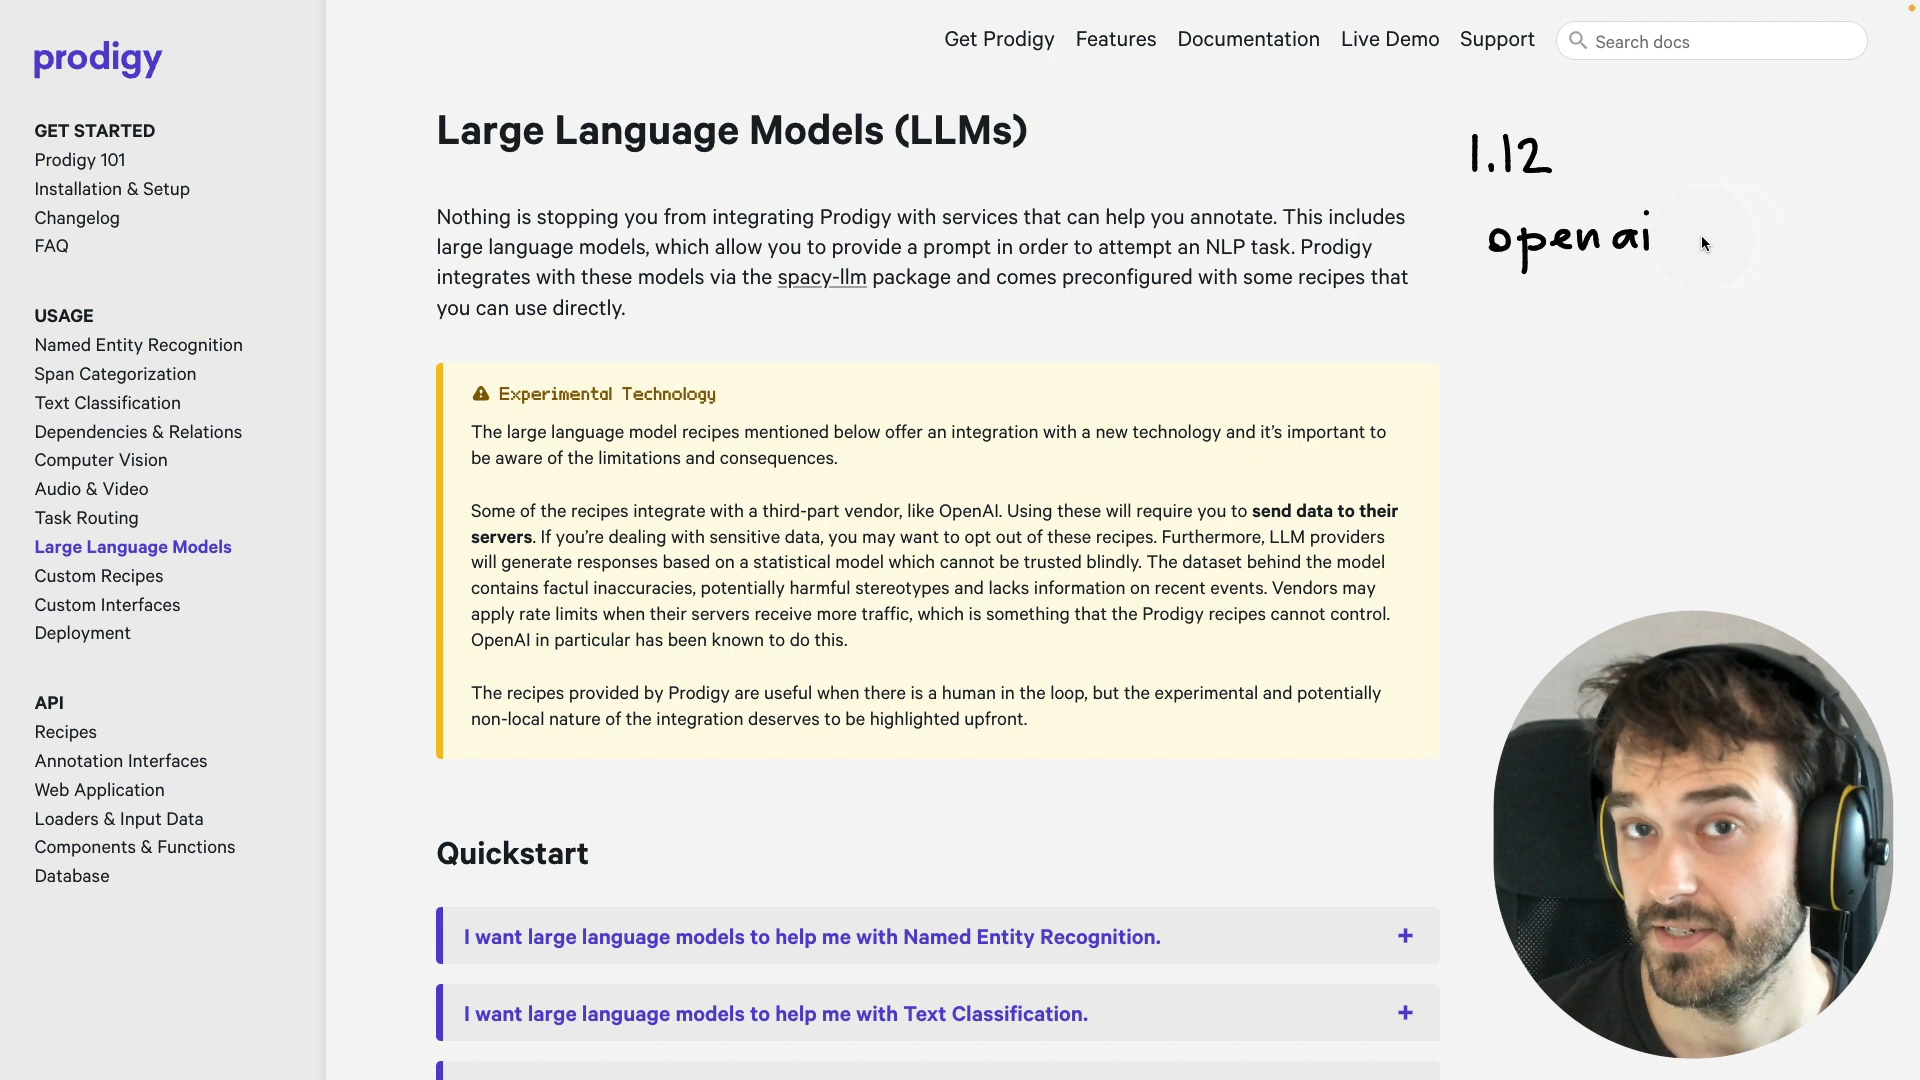 prodigy
GET STARTED
Prodigy 101
Installation & Setup
Changelog
FAQ
USAGE
Named Entity Recognition
Span Categorization
Text Classification
Dependencies & Relations
Computer Vision
Audio & Video
Task Routing
Large Language Models
Custom Recipes
Custom Interfaces
Deployment
API
Recipes
Annotation Interfaces
Web Application
Loaders & Input Data
Components & Functions
Database
Get Prodigy Features Documentation Live Demo Support Search docs
Large Language Models (LLMs)
1.12
openai
Nothing is stopping you from integrating Prodigy with services that can help you annotate. This includes
large language models, which allow you to provide a prompt in order to attempt an NLP task. Prodigy
integrates with these models via the spacy-llm package and comes preconfigured with some recipes that
you can use directly.
Experimental Technology
The large language model recipes mentioned below offer an integration with a new technology and it’s important to
be aware of the limitations and consequences.
Some of the recipes integrate with a third-part vendor, like OpenAI. Using these will require you to send data to their
servers. If you’re dealing with sensitive data, you may want to opt out of these recipes. Furthermore, LLM providers
will generate responses based on a statistical model which cannot be trusted blindly. The dataset behind the model
contains factul inaccuracies, potentially harmful stereotypes and lacks information on recent events. Vendors may
apply rate limits when their servers receive more traffic, which is something that the Prodigy recipes cannot control.
OpenAI in particular has been known to do this.
The recipes provided by Prodigy are useful when there is a human in the loop, but the experimental and potentially
non-local nature of the integration deserves to be highlighted upfront.
Quickstart
I want large language models to help me with Named Entity Recognition. +
I want large language models to help me with Text Classification. +